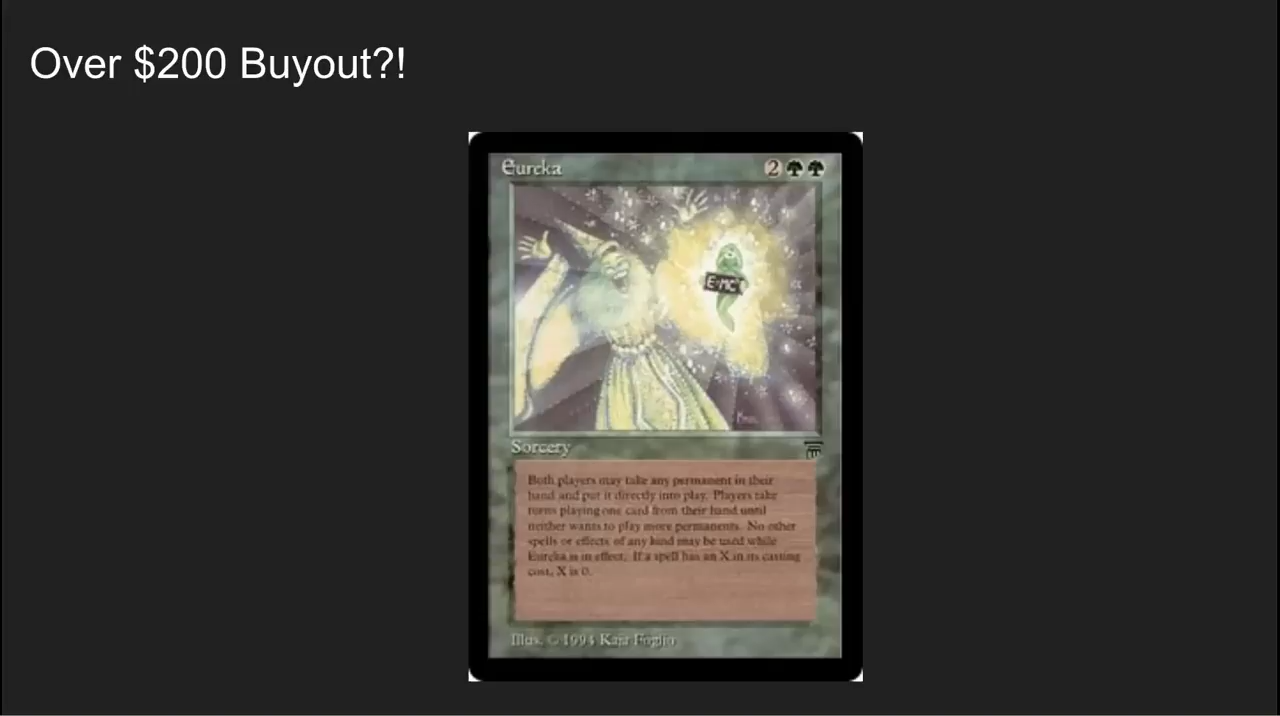 Over $200 Buyout?!
Eureka
2
E=MC²
Sorcery
Both players may take any permanent in their
hand and put it directly into play. Players take
turns playing one card from their hand until
neither wants to play more permanents. No other
spells or effects of any kind may be used while
Eureka is in effect. If a spell has an X in its casting
cost, X is 0.
Illus. © 1994 Kaja Foglio